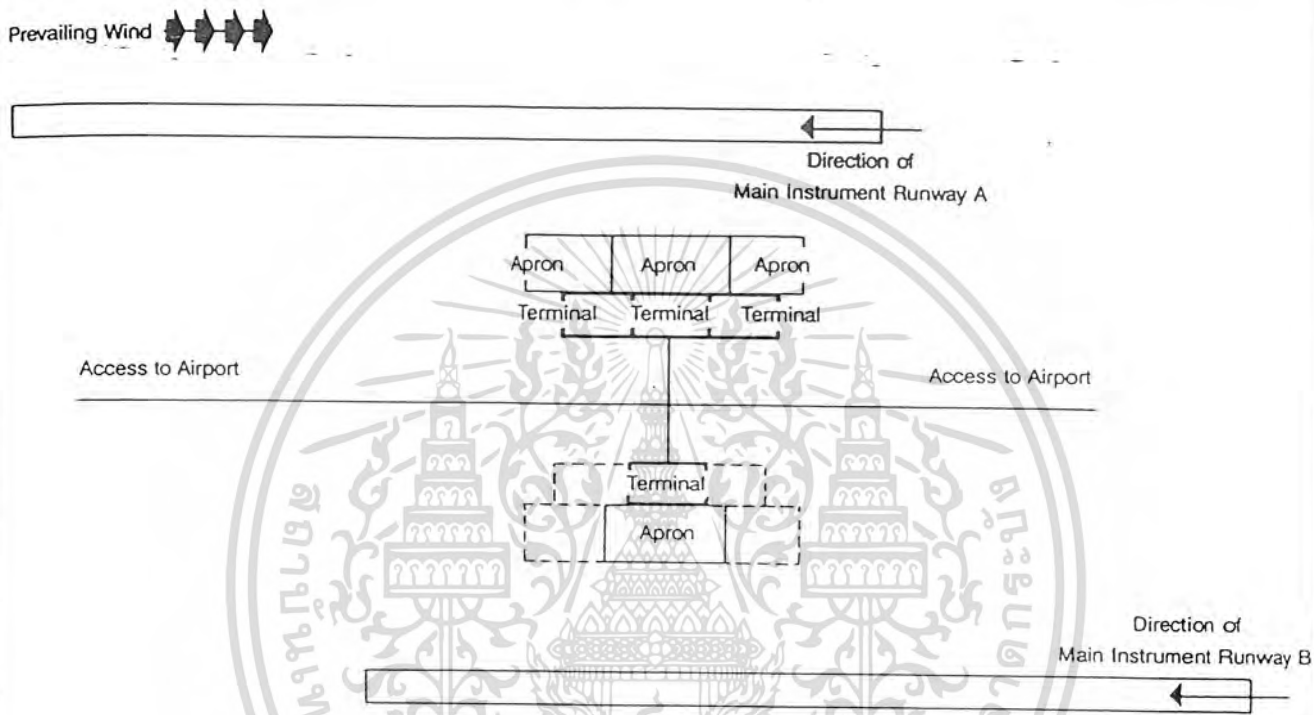 Prevailing Wind
Direction of
Main Instrument Runway A
Apron Apron Apron
Terminal Terminal Terminal
Access to Airport Access to Airport
Terminal
Apron
Direction of
Main Instrument Runway B